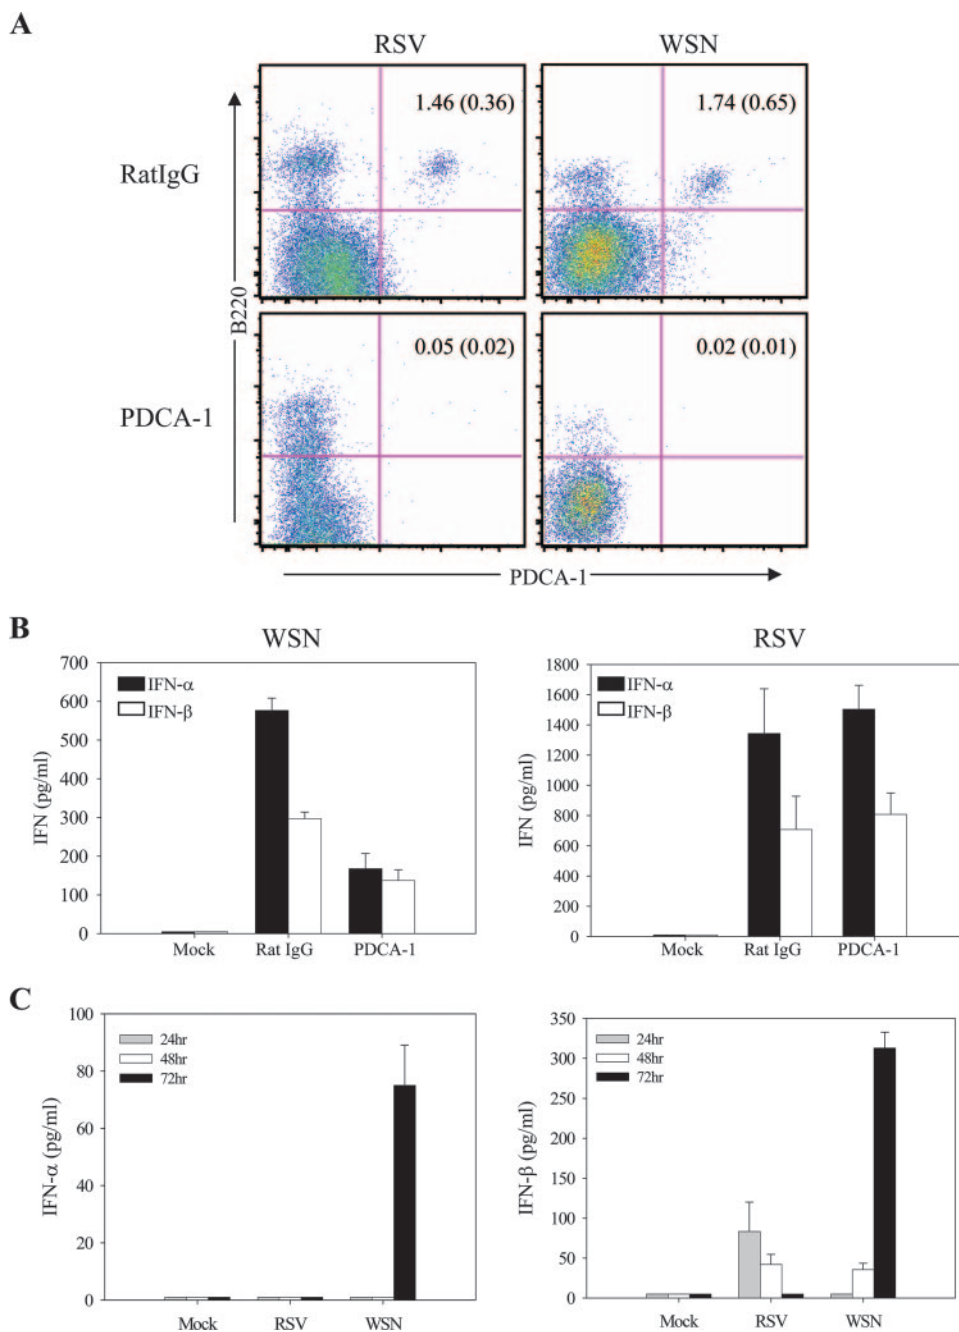 A
RSV
WSN
RatIgG
1.46 (0.36)
1.74 (0.65)
B220
PDCA-1
0.05 (0.02)
0.02 (0.01)
PDCA-1
B
WSN
RSV
IFN (pg/ml)
700
600
500
400
300
200
100
0
IFN-α
IFN-β
Mock
Rat IgG
PDCA-1
IFN (pg/ml)
1800
1600
1400
1200
1000
800
600
400
200
0
IFN-α
IFN-β
Mock
Rat IgG
PDCA-1
C
IFN-α (pg/ml)
100
80
60
40
20
0
24hr
48hr
72hr
Mock
RSV
WSN
IFN-β (pg/ml)
350
300
250
200
150
100
50
0
24hr
48hr
72hr
Mock
RSV
WSN